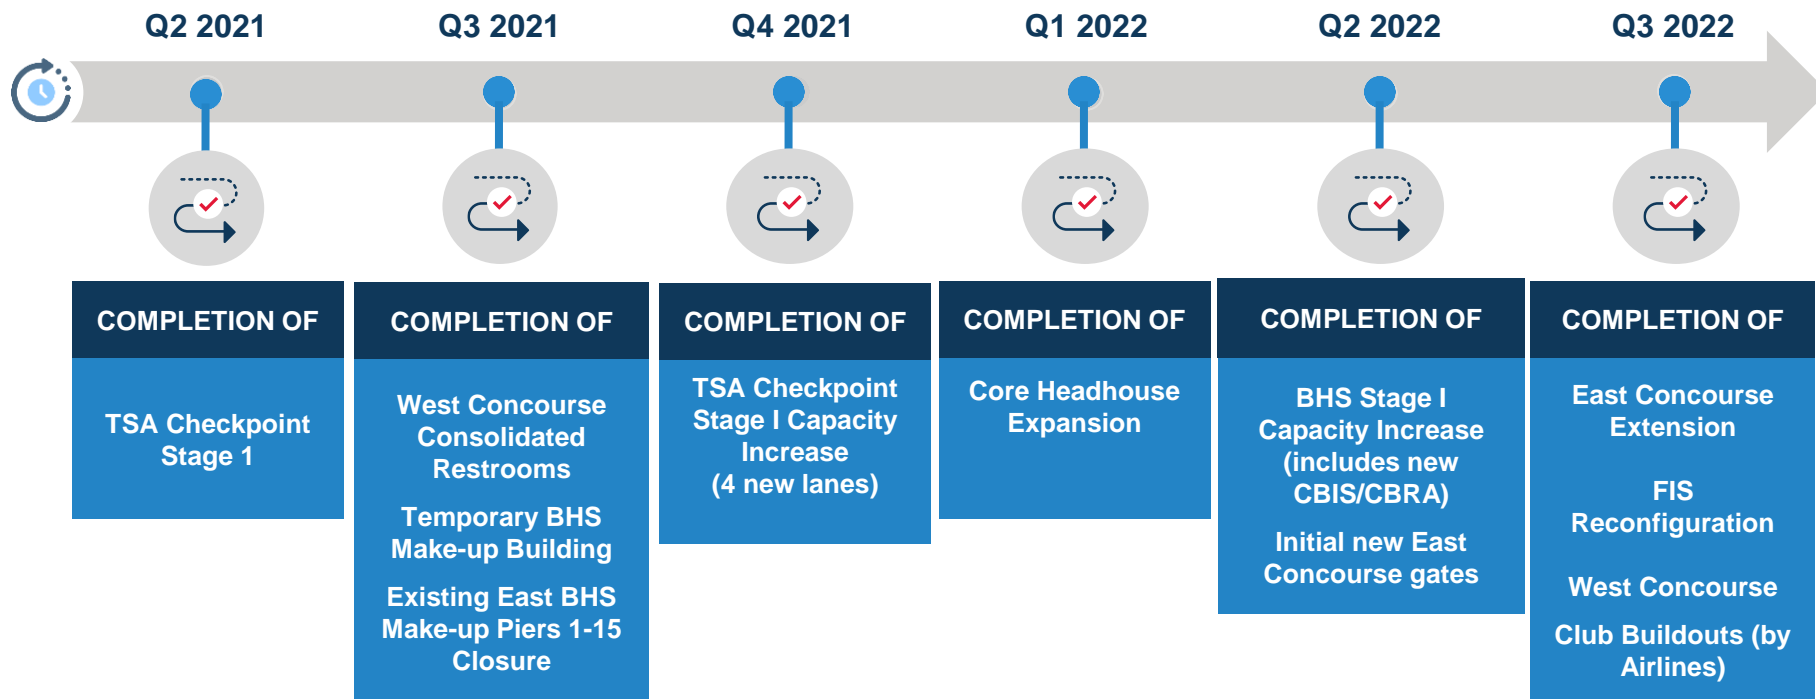 Q2 2021
Q3 2021
Q4 2021
Q1 2022
Q2 2022
Q3 2022
COMPLETION OF
TSA Checkpoint
Stage 1
COMPLETION OF
West Concourse
Consolidated
Restrooms
Temporary BHS
Make-up Building
Existing East BHS
Make-up Piers 1-15
Closure
COMPLETION OF
TSA Checkpoint
Stage I Capacity
Increase
(4 new lanes)
COMPLETION OF
Core Headhouse
Expansion
COMPLETION OF
BHS Stage I
Capacity Increase
(includes new
CBIS/CBRA)
Initial new East
Concourse gates
COMPLETION OF
East Concourse
Extension
FIS
Reconfiguration
West Concourse
Club Buildouts (by
Airlines)